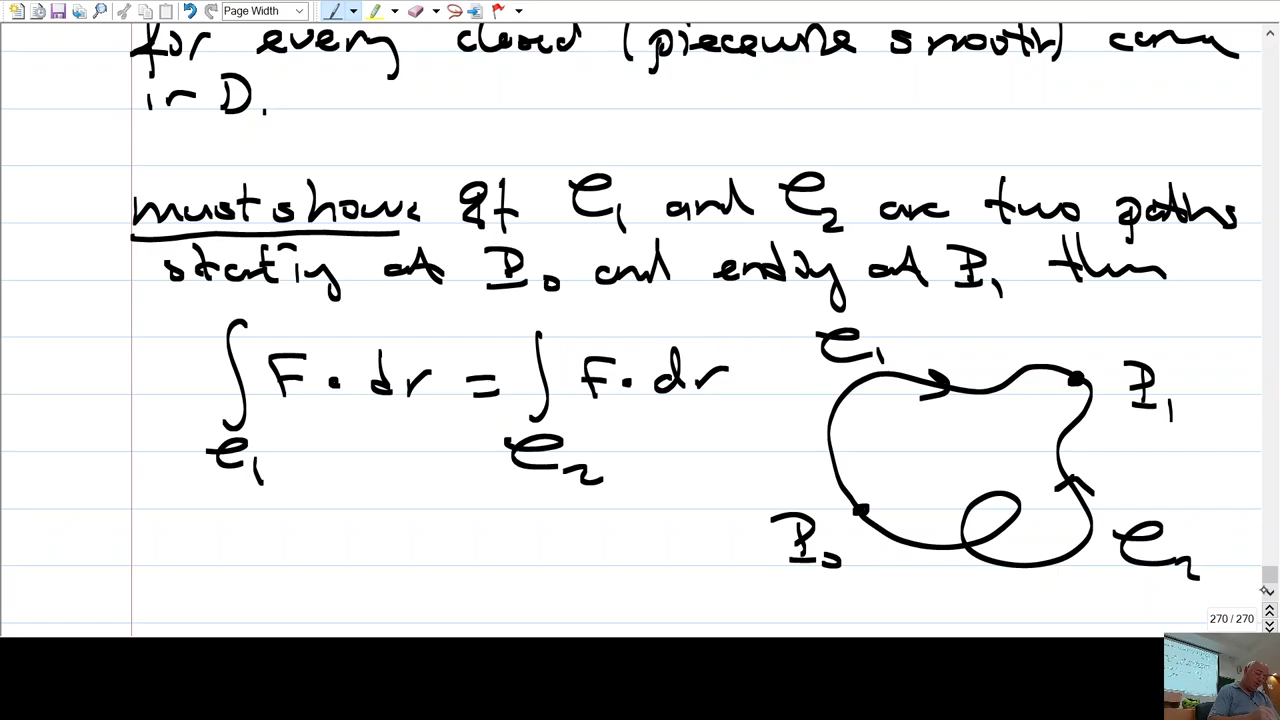 Page Width
for every closed (piecewise smooth) curve
in D.
must show: If C₁ and C₂ are two paths
starting at P₀ and ending at P₁ then
∫ F · dr = ∫ F · dr
C₁ C₂
C₁
P₁
P₀
C₂
270 / 270